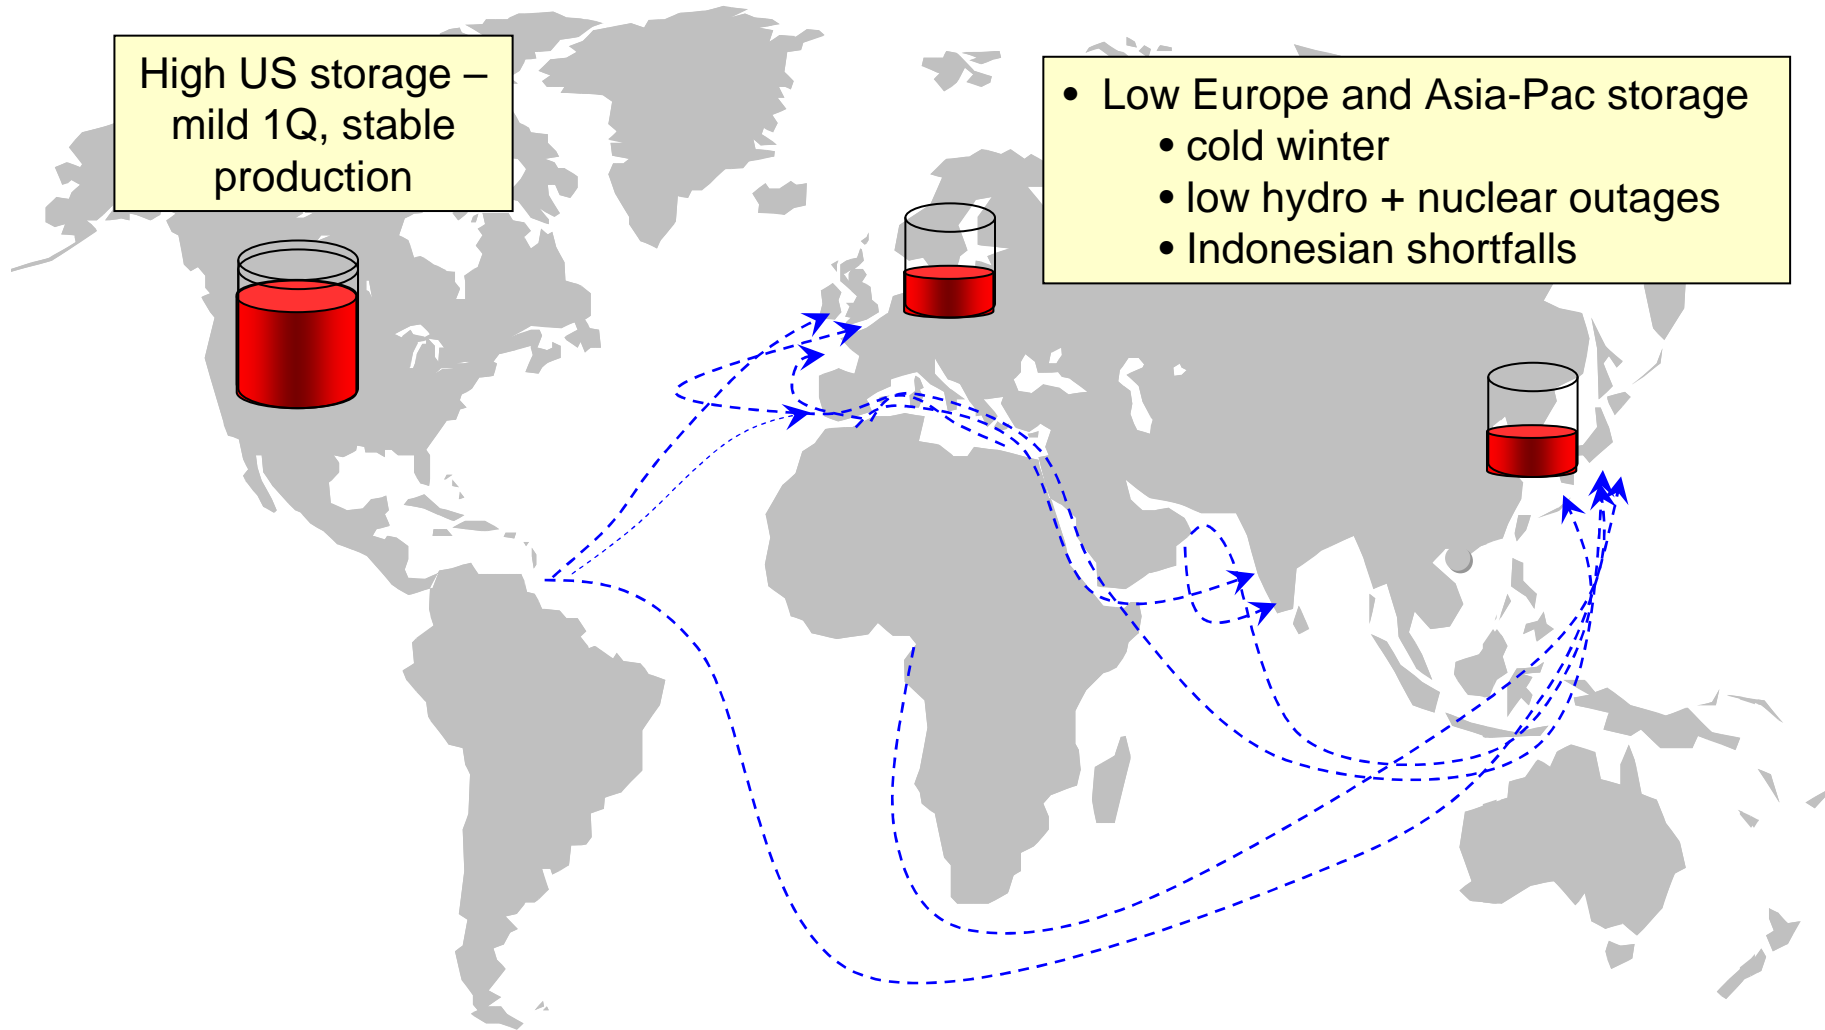 High US storage –
mild 1Q, stable
production
• Low Europe and Asia-Pac storage
• cold winter
• low hydro + nuclear outages
• Indonesian shortfalls